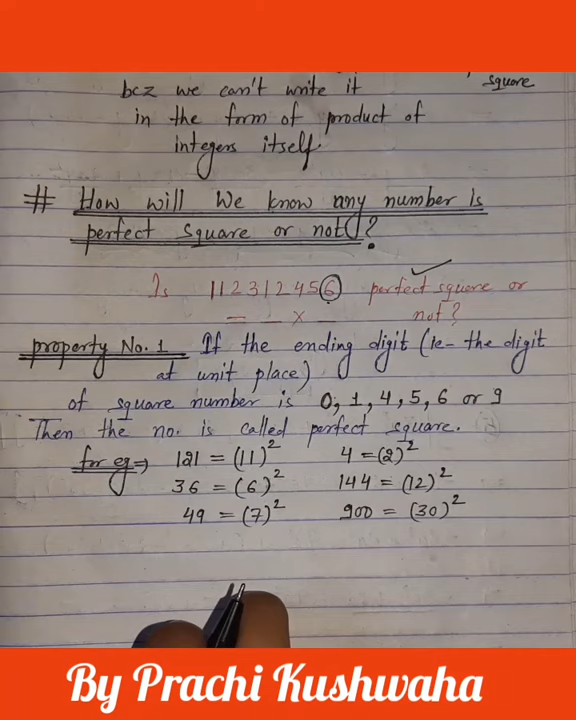 square
bcz we can't write it
in the form of product of
integers itself.
# How will We know any number is
perfect square or not?
Is 112312456 perfect square or
= _ x _ not?
property No. 1 If the ending digit (ie- the digit
at unit place)
of square number is 0, 1, 4, 5, 6 or 9
Then the no. is called perfect square.
for eg ⇒ 121 = (11)² 4 = (2)²
36 = (6)² 144 = (12)²
49 = (7)² 900 = (30)²
By Prachi Kushwaha